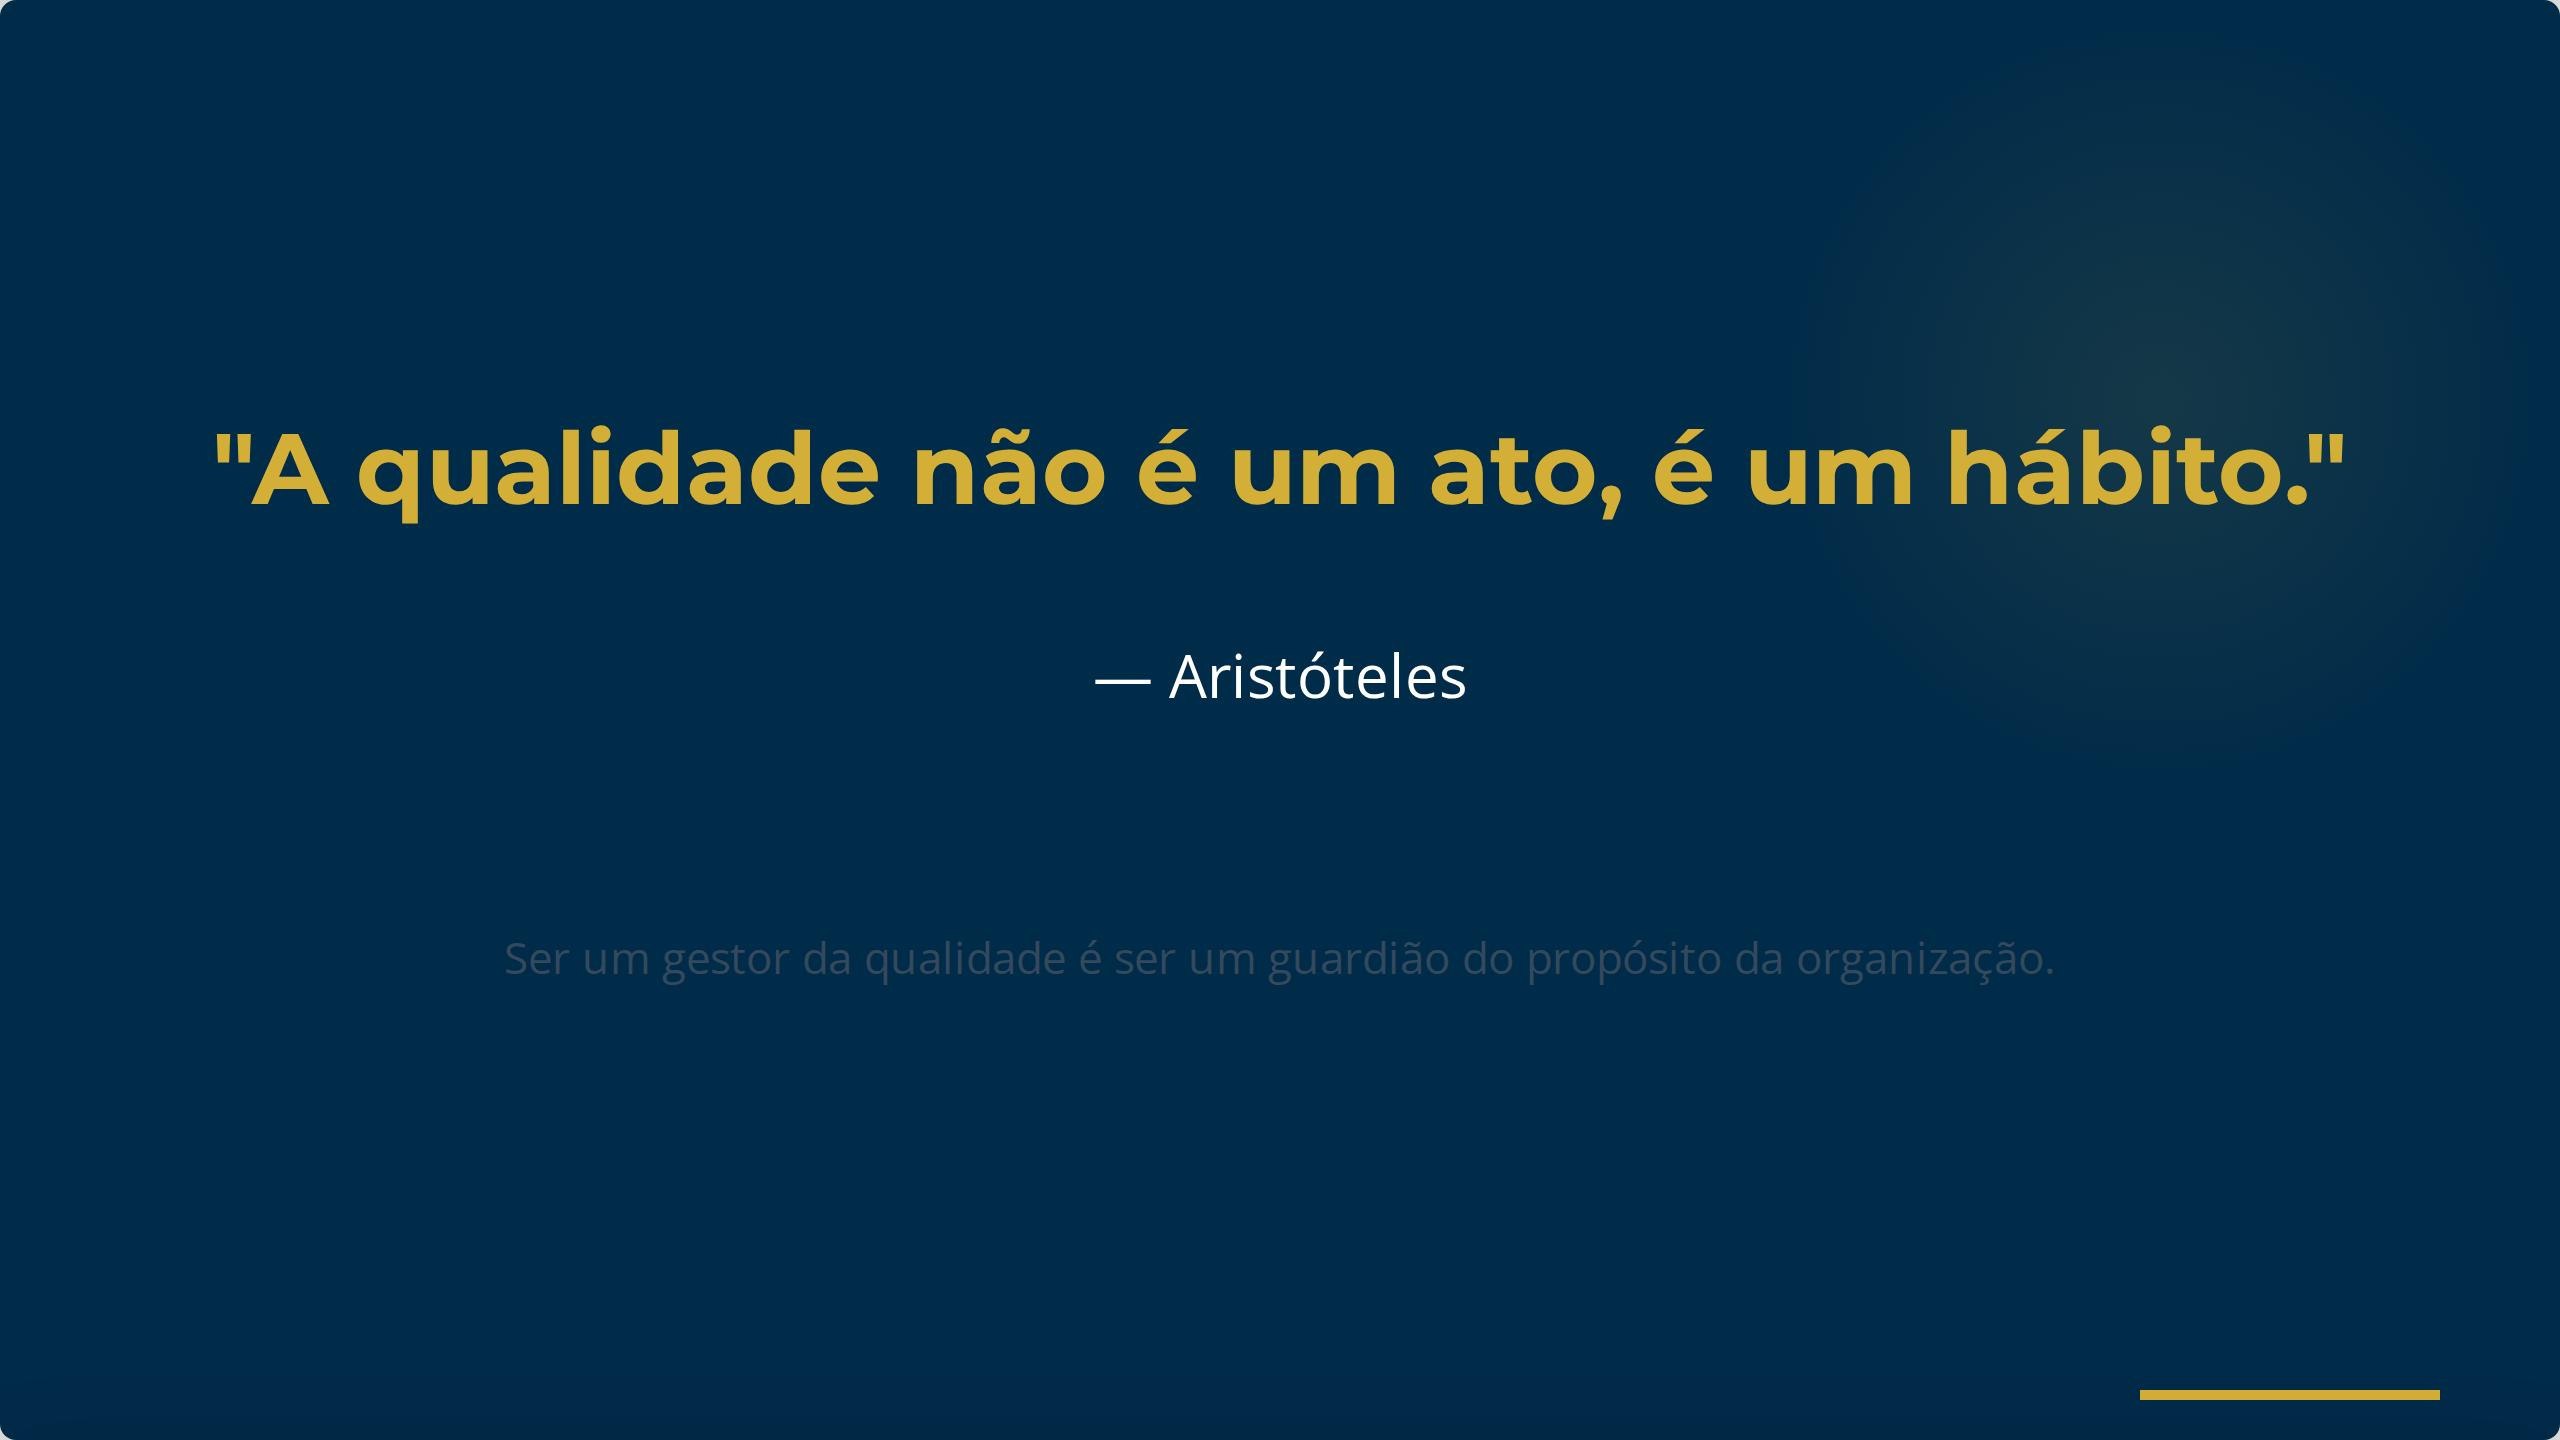 "A qualidade não é um ato, é um hábito."
— Aristóteles
Ser um gestor da qualidade é ser um guardião do propósito da organização.